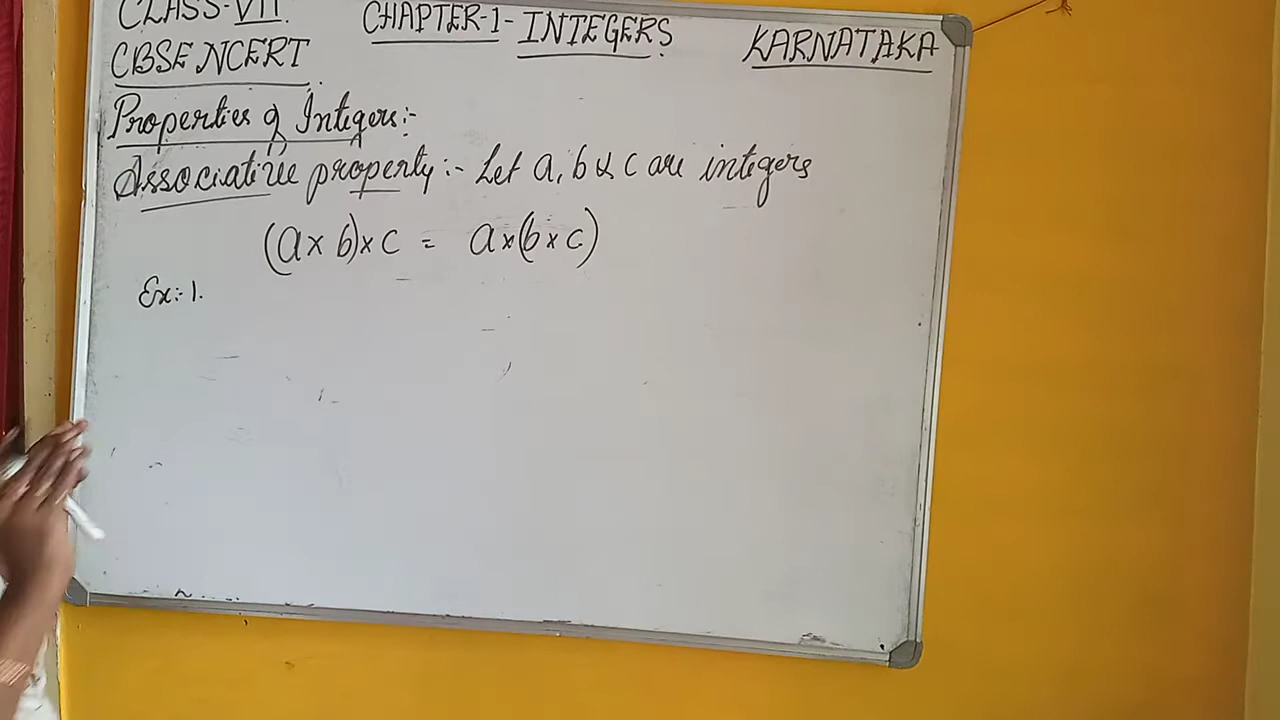 CLASS-VII.
CHAPTER-1- INTEGERS
CBSE NCERT
KARNATAKA
Properties of Integers:-
Associative property:- Let a, b & c are integers
(a x b) x c = a x (b x c)
Ex:- 1.